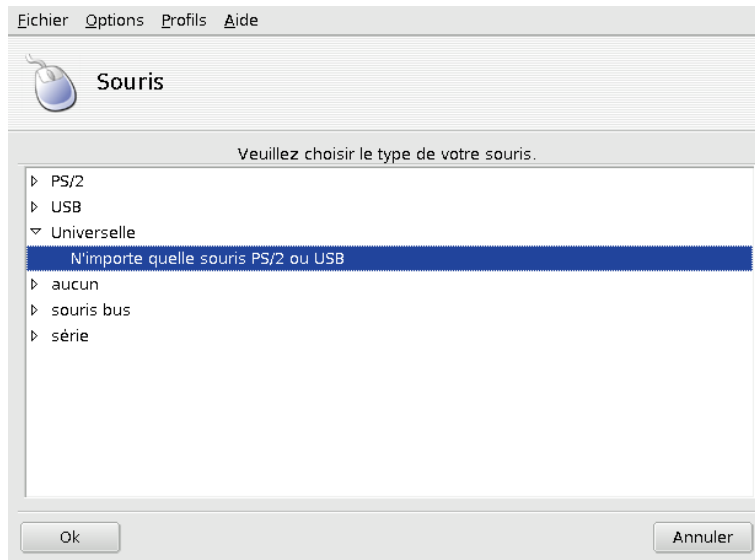 Fichier Options Profils Aide
Souris
Veuillez choisir le type de votre souris.
PS/2
USB
Universelle
N'importe quelle souris PS/2 ou USB
aucun
souris bus
série
Ok Annuler